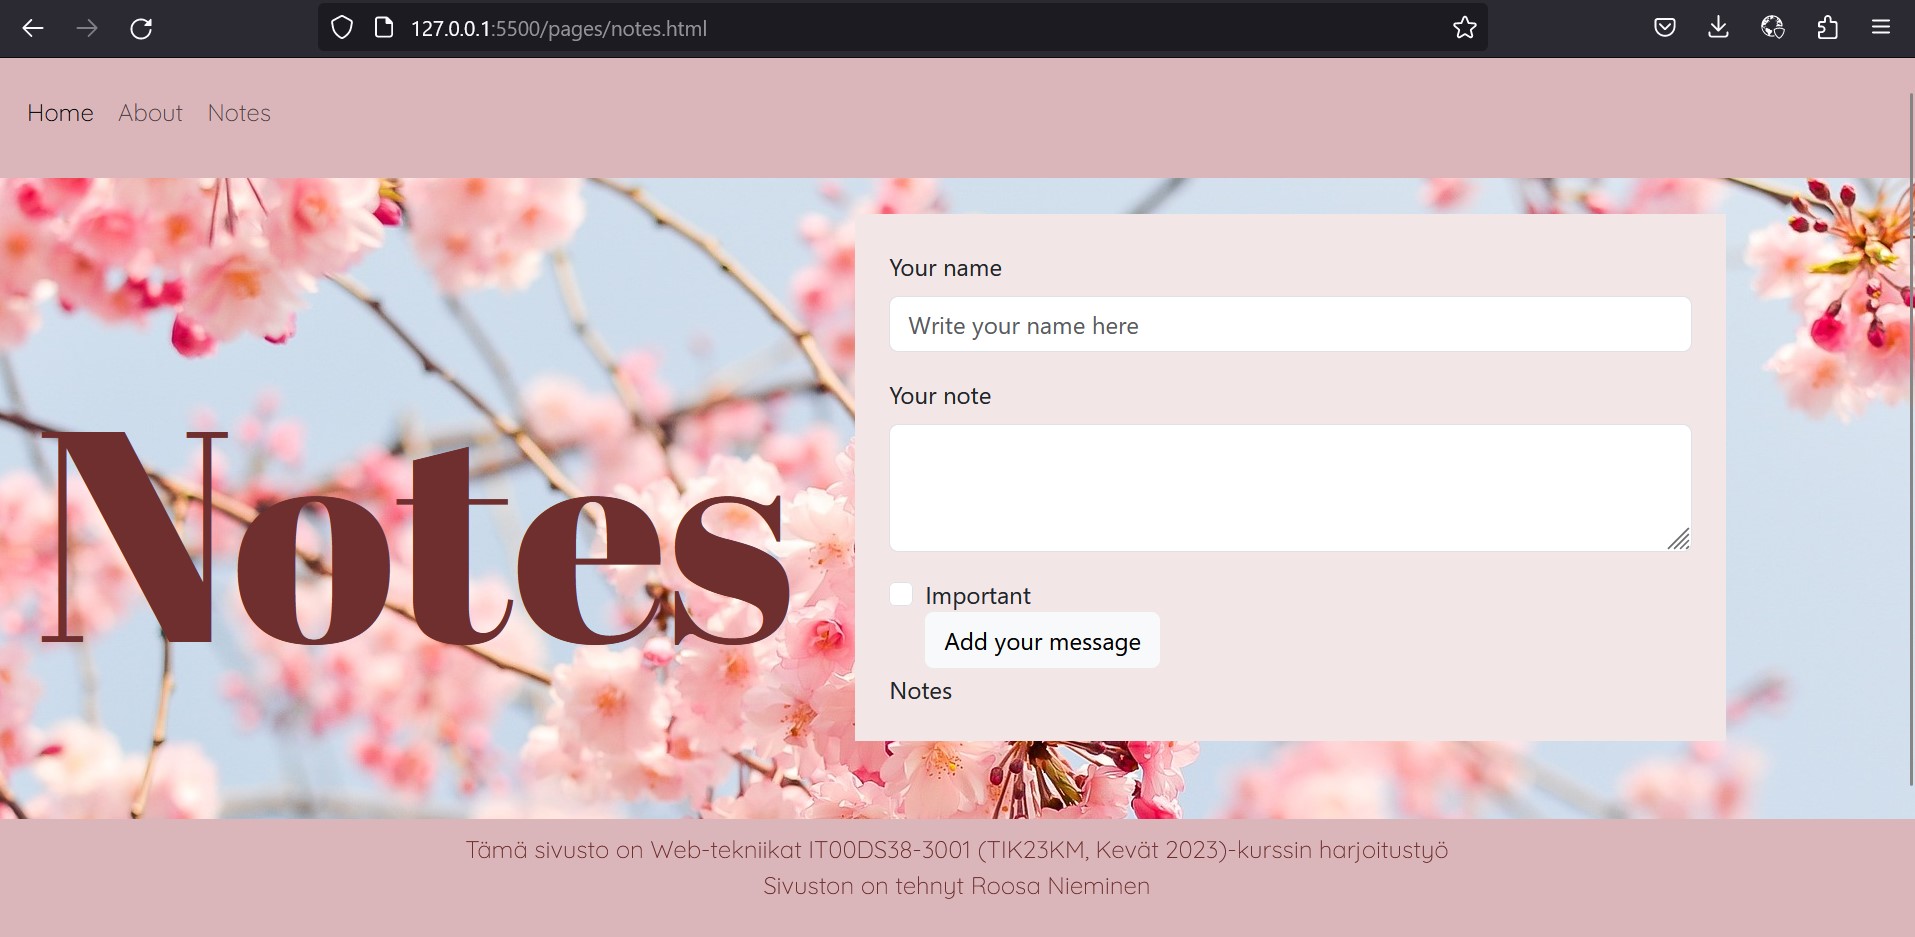 127.0.0.1:5500/pages/notes.html
Home About Notes
Notes
Your name
Write your name here
Your note
Important
Add your message
Notes
Tämä sivusto on Web-tekniikat IT00DS38-3001 (TIK23KM, Kevät 2023)-kurssin harjoitustyö
Sivuston on tehnyt Roosa Nieminen